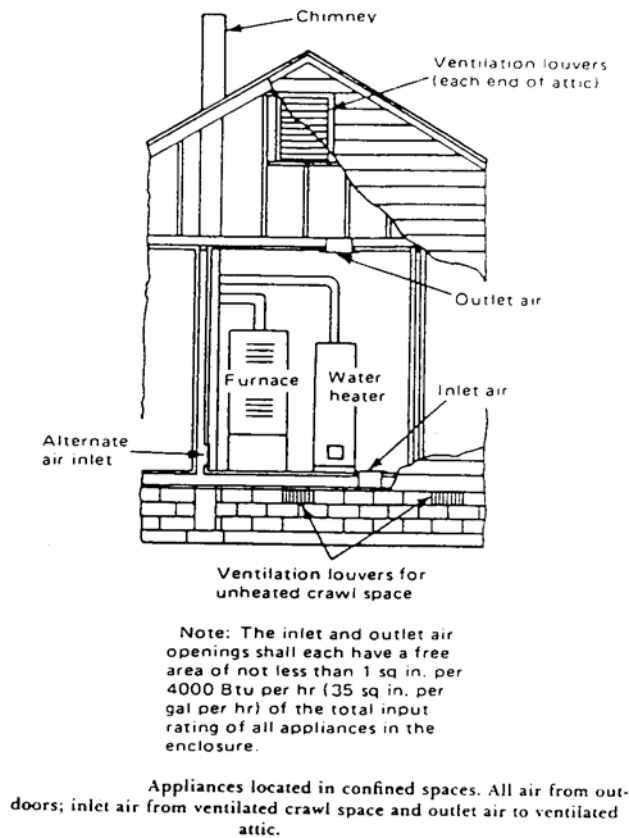 Chimney
Ventilation louvers
(each end of attic)
Outlet air
Furnace
Water
heater
Inlet air
Alternate
air inlet
Ventilation louvers for
unheated crawl space
Note: The inlet and outlet air
openings shall each have a free
area of not less than 1 sq in. per
4000 Btu per hr (35 sq in. per
gal per hr) of the total input
rating of all appliances in the
enclosure.
Appliances located in confined spaces. All air from out-
doors; inlet air from ventilated crawl space and outlet air to ventilated
attic.